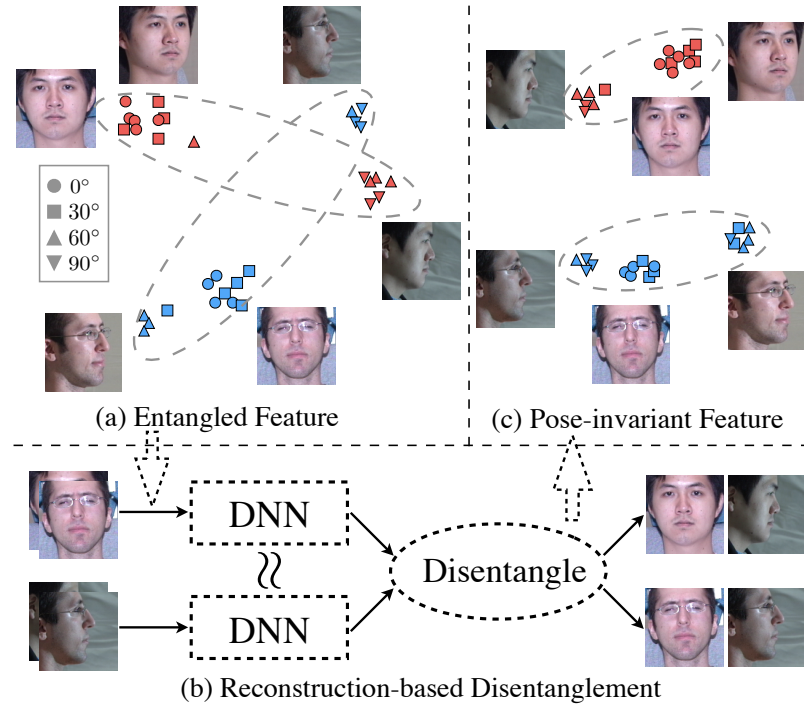 0°
30°
60°
90°
(a) Entangled Feature
(c) Pose-invariant Feature
DNN
Disentangle
DNN
(b) Reconstruction-based Disentanglement